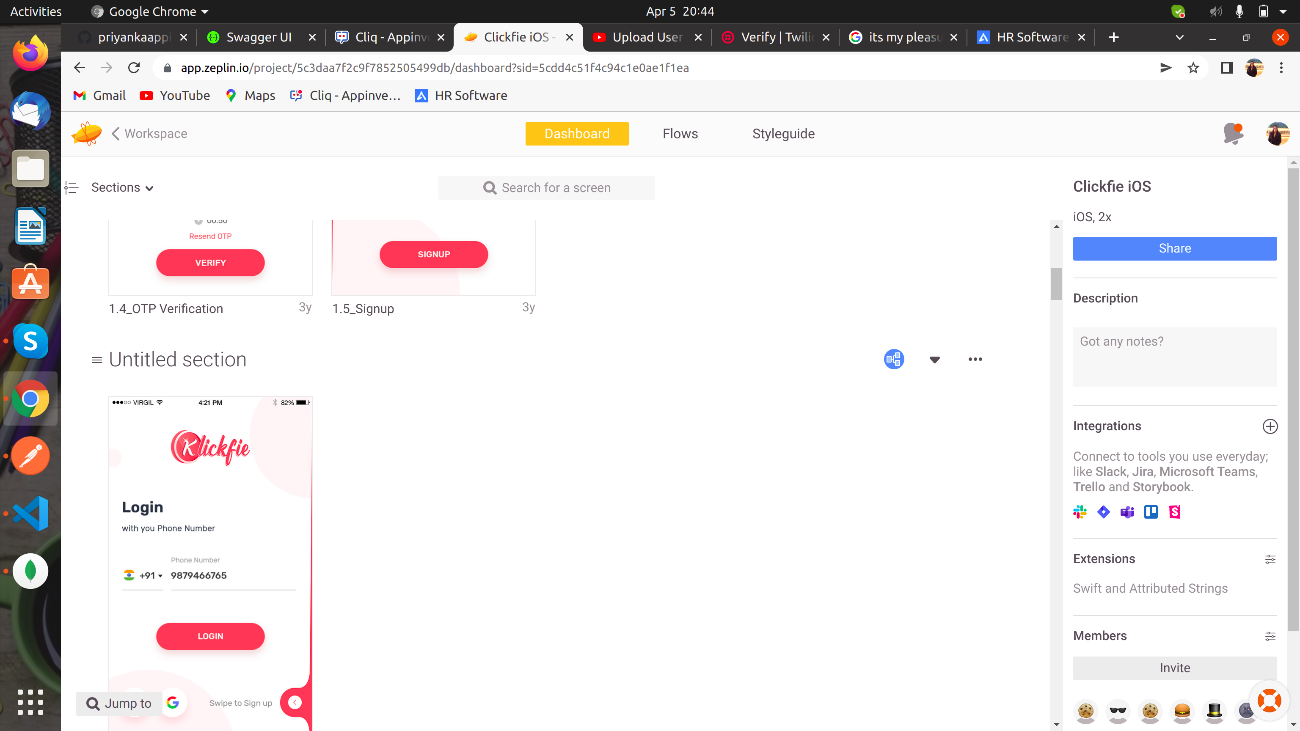 Activities
Google Chrome
Apr 5 20:44
priyankaappi
Swagger UI
Cliq - Appinv
Clickfie iOS -
Upload User
Verify | Twili
its my pleasu
HR Software
app.zeplin.io/project/5c3daa7f2c9f7852505499db/dashboard?sid=5cdd4c51f4c94c1e0ae1f1ea
Gmail
YouTube
Maps
Cliq - Appinve...
HR Software
Workspace
Dashboard
Flows
Styleguide
Sections
Search for a screen
Resend OTP
VERIFY
SIGNUP
1.4_OTP Verification 3y
1.5_Signup 3y
Untitled section
VIRGIL 4:21 PM 82%
Klickfie
Login
with you Phone Number
Phone Number
+91 9879466765
LOGIN
Swipe to Sign up
Jump to
Clickfie iOS
iOS, 2x
Share
Description
Got any notes?
Integrations
Connect to tools you use everyday;
like Slack, Jira, Microsoft Teams,
Trello and Storybook.
Extensions
Swift and Attributed Strings
Members
Invite